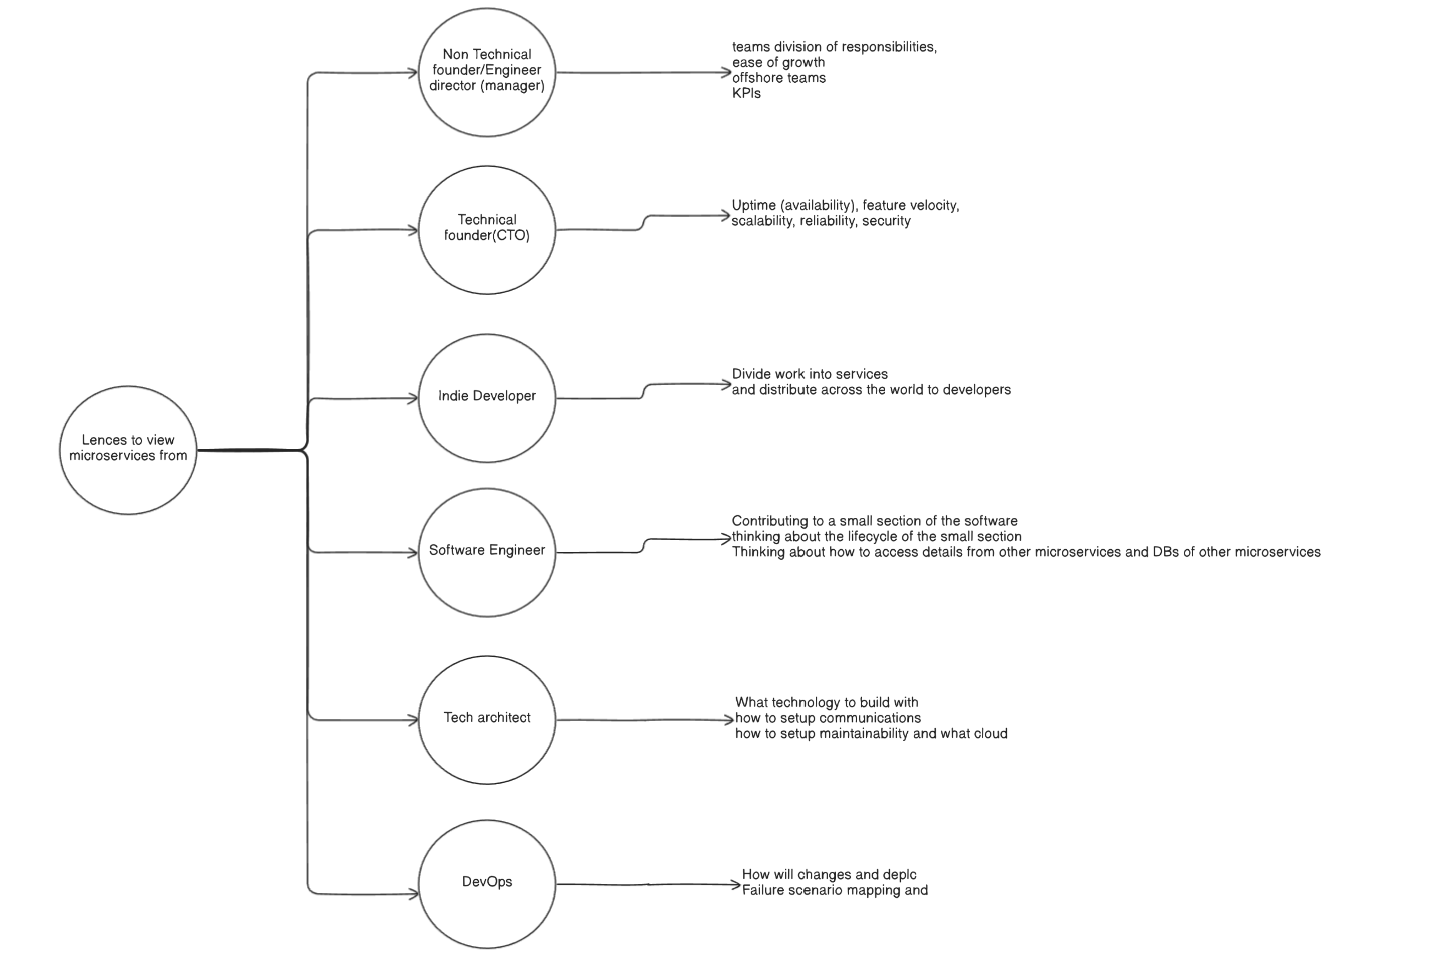 Non Technical
founder/Engineer
director (manager)
teams division of responsibilities,
ease of growth
offshore teams
KPIs
Technical
founder(CTO)
Uptime (availability), feature velocity,
scalability, reliability, security
Indie Developer
Divide work into services
and distribute across the world to developers
Lences to view
microservices from
Software Engineer
Contributing to a small section of the software
thinking about the lifecycle of the small section
Thinking about how to access details from other microservices and DBs of other microservices
Tech architect
What technology to build with
how to setup communications
how to setup maintainability and what cloud
DevOps
How will changes and deplc
Failure scenario mapping and